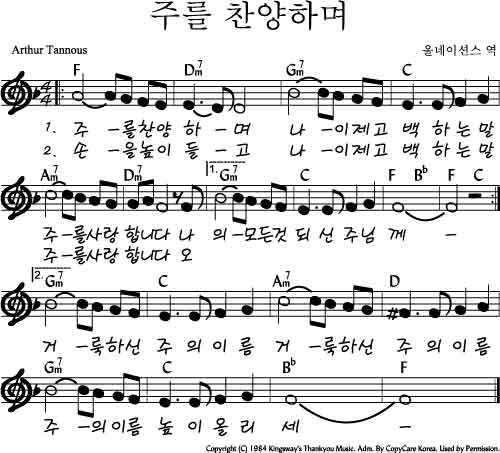 주를 찬양하며
Arthur Tannous
올네이션스 역
F Dm7 Gm7 C
1. 주 -를찬양 하 - 며 나 -이제고 백 하 는 말
2. 손 -을높이 들 - 고 나 -이제고 백 하 는 말
Am7 Dm7 1. Gm7 C F Bb F C
주-를사랑 합니다 나 의-모든것 되 신 주님 께 -
주-를사랑 합니다 오
2. Gm7 C Am7 D
거 -룩하신 주 의 이 름 거 -룩하신 주 의 이 름
Gm7 C Bb F
주 -의이름 높 이 올 리 세 -
Copyright (C) 1984 Kingsway's Thankyou Music. Adm. By CopyCare Korea. Used by Permission.